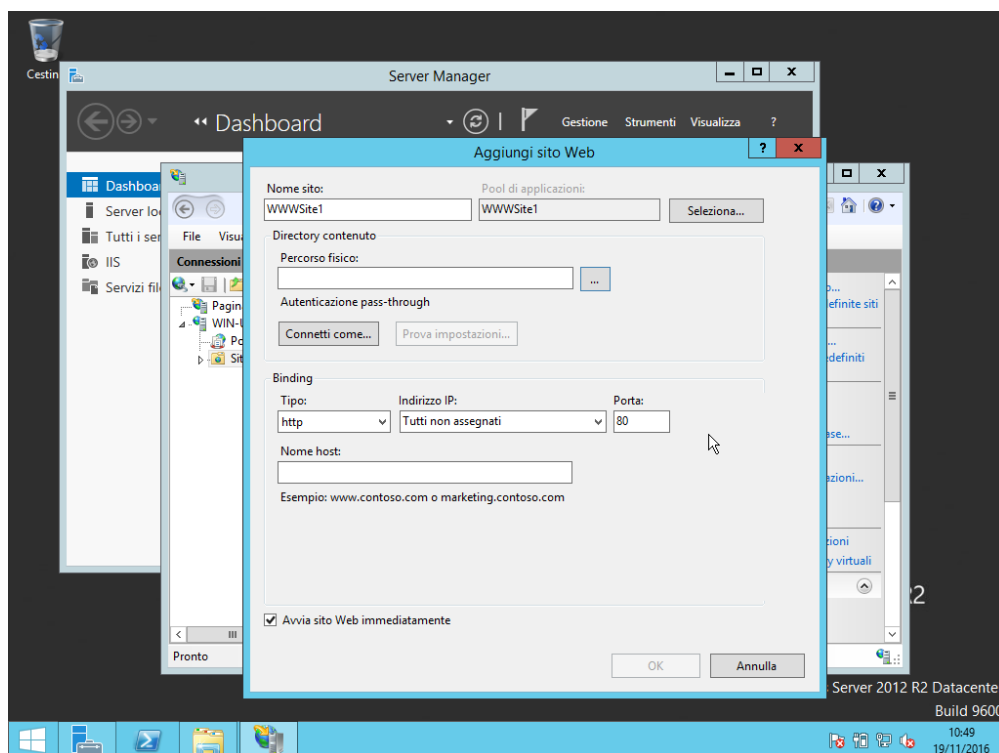 Cestin
Server Manager
Dashboard
Gestione Strumenti Visualizza ?
Aggiungi sito Web
Dashboa
Server lo
Tutti i ser
IIS
Servizi fil
File Visu
Connessioni
Pagin
WIN-
Po
Sit
Pronto
Nome sito:
Pool di applicazioni:
WWWSite1
WWWSite1
Seleziona...
Directory contenuto
Percorso fisico:
...
Autenticazione pass-through
Connetti come...
Prova impostazioni...
Binding
Tipo:
Indirizzo IP:
Porta:
http
Tutti non assegnati
80
Nome host:
Esempio: www.contoso.com o marketing.contoso.com
Avvia sito Web immediatamente
OK
Annulla
efinite siti
edefiniti
ase...
azioni...
zioni
y virtuali
R2
Server 2012 R2 Datacente
Build 9600
10:49
19/11/2016